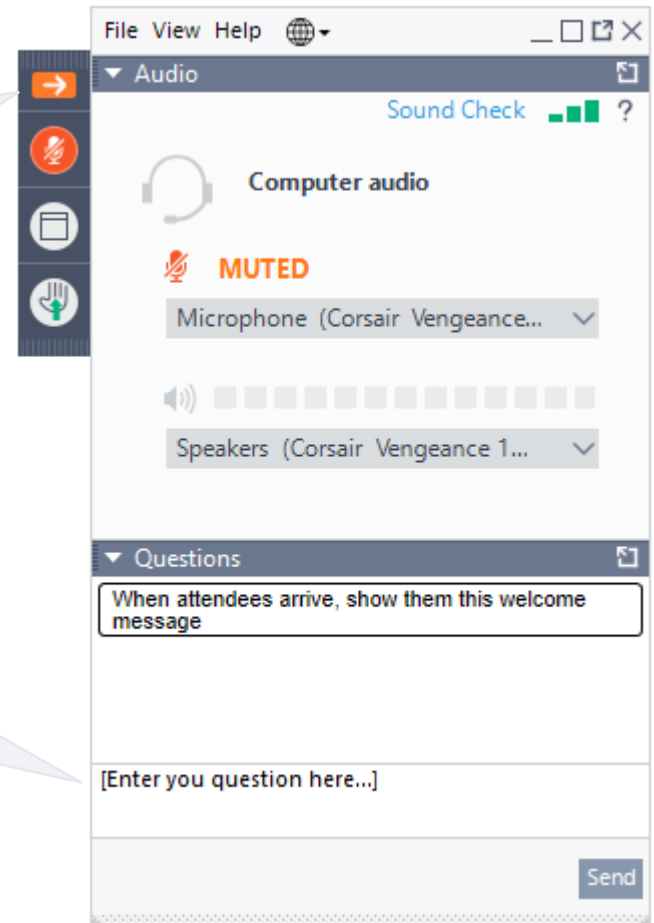 File View Help
Audio
Sound Check ?
Computer audio
MUTED
Microphone (Corsair Vengeance...
Speakers (Corsair Vengeance 1...
Questions
When attendees arrive, show them this welcome
message
[Enter you question here...]
Send